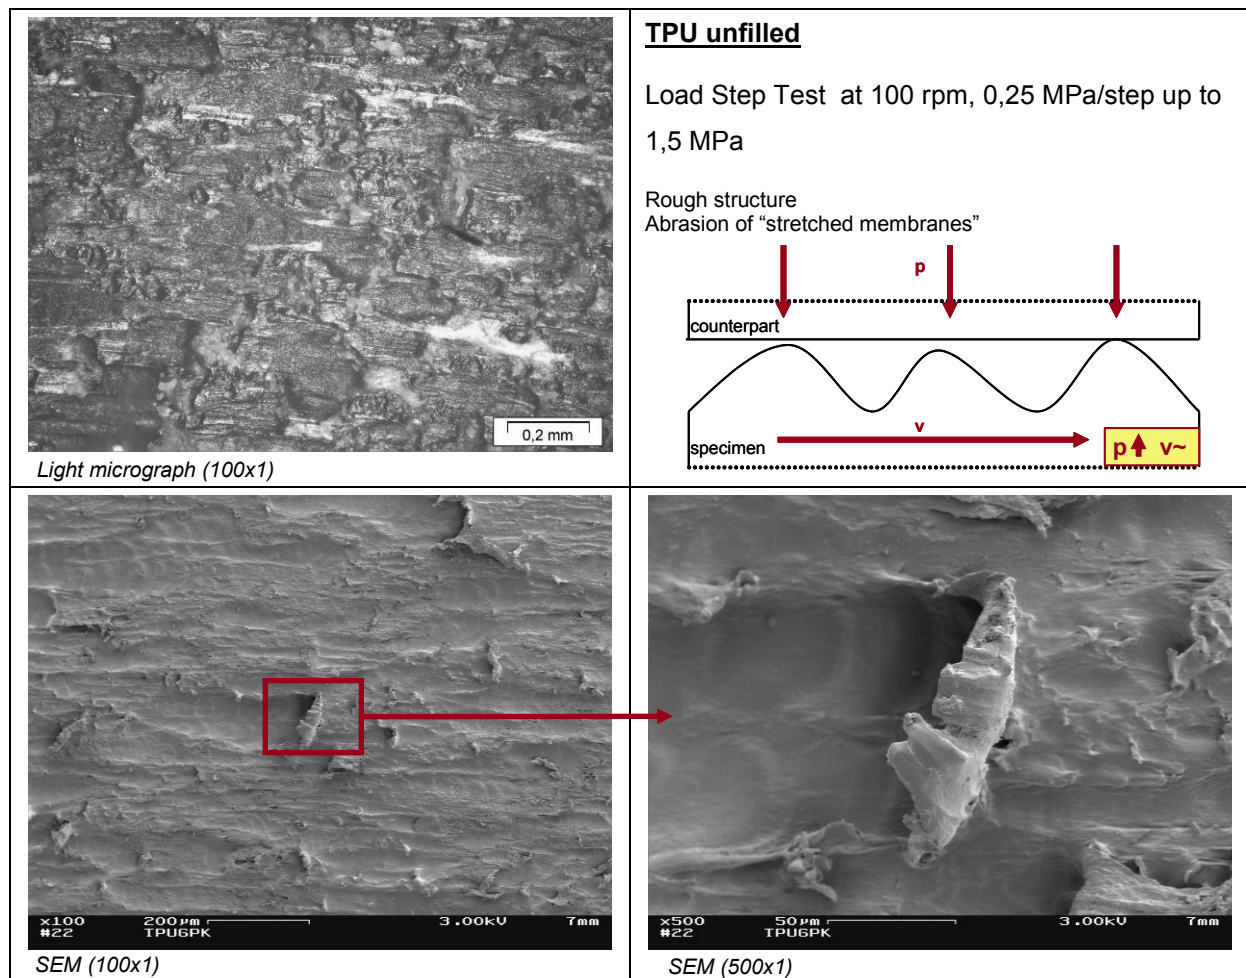 0,2 mm
Light micrograph (100x1)
TPU unfilled
Load Step Test at 100 rpm, 0,25 MPa/step up to
1,5 MPa
Rough structure
Abrasion of “stretched membranes”
p
counterpart
v
specimen
p v~
x100 200µm 3.00kV 7mm
#22 TPU6PK
SEM (100x1)
x500 50µm 3.00kV 7mm
#22 TPU6PK
SEM (500x1)